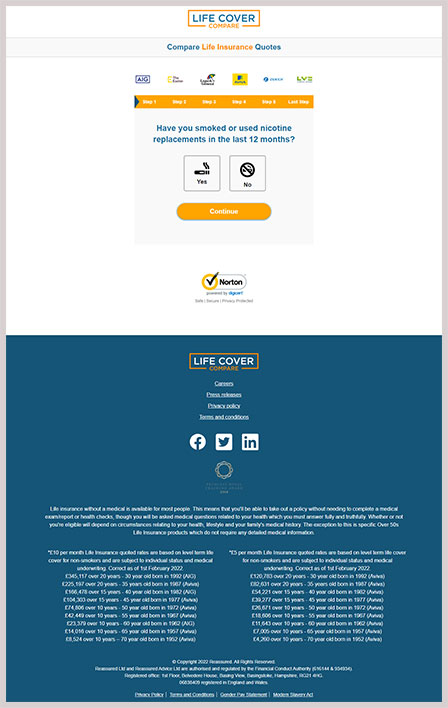 LIFE COVER
COMPARE
Compare Life Insurance Quotes
AIG
The Exeter
Legal & General
AVIVA
ZURICH
LV=
Step 1 Step 2 Step 3 Step 4 Step 5 Last Step
Have you smoked or used nicotine
replacements in the last 12 months?
Yes No
Continue
Norton
powered by digicert
Safe | Secure | Privacy Protected
LIFE COVER
COMPARE
Careers
Press releases
Privacy policy
Terms and conditions
Life insurance without a medical is available for most people. This means that you'll be able to take out a policy without needing to complete a medical
exam/report or health checks, though you will be asked medical questions related to your health which you must answer fully and truthfully. Whether or not
you're eligible will depend on circumstances relating to your health, lifestyle and your family's medical history. The exception to this is specific Over 50s
Life Insurance products which do not require any detailed medical information.
*£10 per month Life Insurance quoted rates are based on level term life
cover for non-smokers and are subject to individual status and medical
underwriting. Correct as of 1st February 2022.
£345,117 over 20 years - 30 year old born in 1992 (AIG)
£225,197 over 20 years - 35 years old born in 1987 (Aviva)
£166,478 over 15 years - 40 year old born in 1982 (AIG)
£104,303 over 15 years - 45 year old born in 1977 (Aviva)
£74,806 over 10 years - 50 year old born in 1972 (Aviva)
£42,449 over 10 years - 55 year old born in 1967 (Aviva)
£23,379 over 10 years - 60 year old born in 1962 (AIG)
£14,016 over 10 years - 65 year old born in 1957 (Aviva)
£8,524 over 10 years – 70 year old born in 1952 (Aviva)
*£5 per month Life Insurance quoted rates are based on level term life cover
for non-smokers and are subject to individual status and medical
underwriting. Correct as of 1st February 2022.
£120,783 over 20 years - 30 year old born in 1992 (Aviva)
£82,631 over 20 years - 35 year old born in 1987 (Aviva)
£54,221 over 15 years - 40 year old born in 1982 (Aviva)
£39,277 over 15 years - 45 year old born in 1977 (Aviva)
£26,671 over 10 years - 50 year old born in 1972 (Aviva)
£18,606 over 10 years - 55 year old born in 1967 (Aviva)
£11,643 over 10 years - 60 year old born in 1962 (Aviva)
£7,005 over 10 years - 65 year old born in 1957 (Aviva)
£4,260 over 10 years - 70 year old born in 1952 (Aviva)
© Copyright 2022 Reassured. All Rights Reserved.
Reassured Ltd and Reassured Advice Ltd are authorised and regulated by the Financial Conduct Authority (616144 & 934934).
Registered office: 1st Floor, Belvedere House, Basing View, Basingstoke, Hampshire, RG21 4HG.
06838409 registered in England and Wales.
Privacy Policy | Terms and Conditions | Gender Pay Statement | Modern Slavery Act